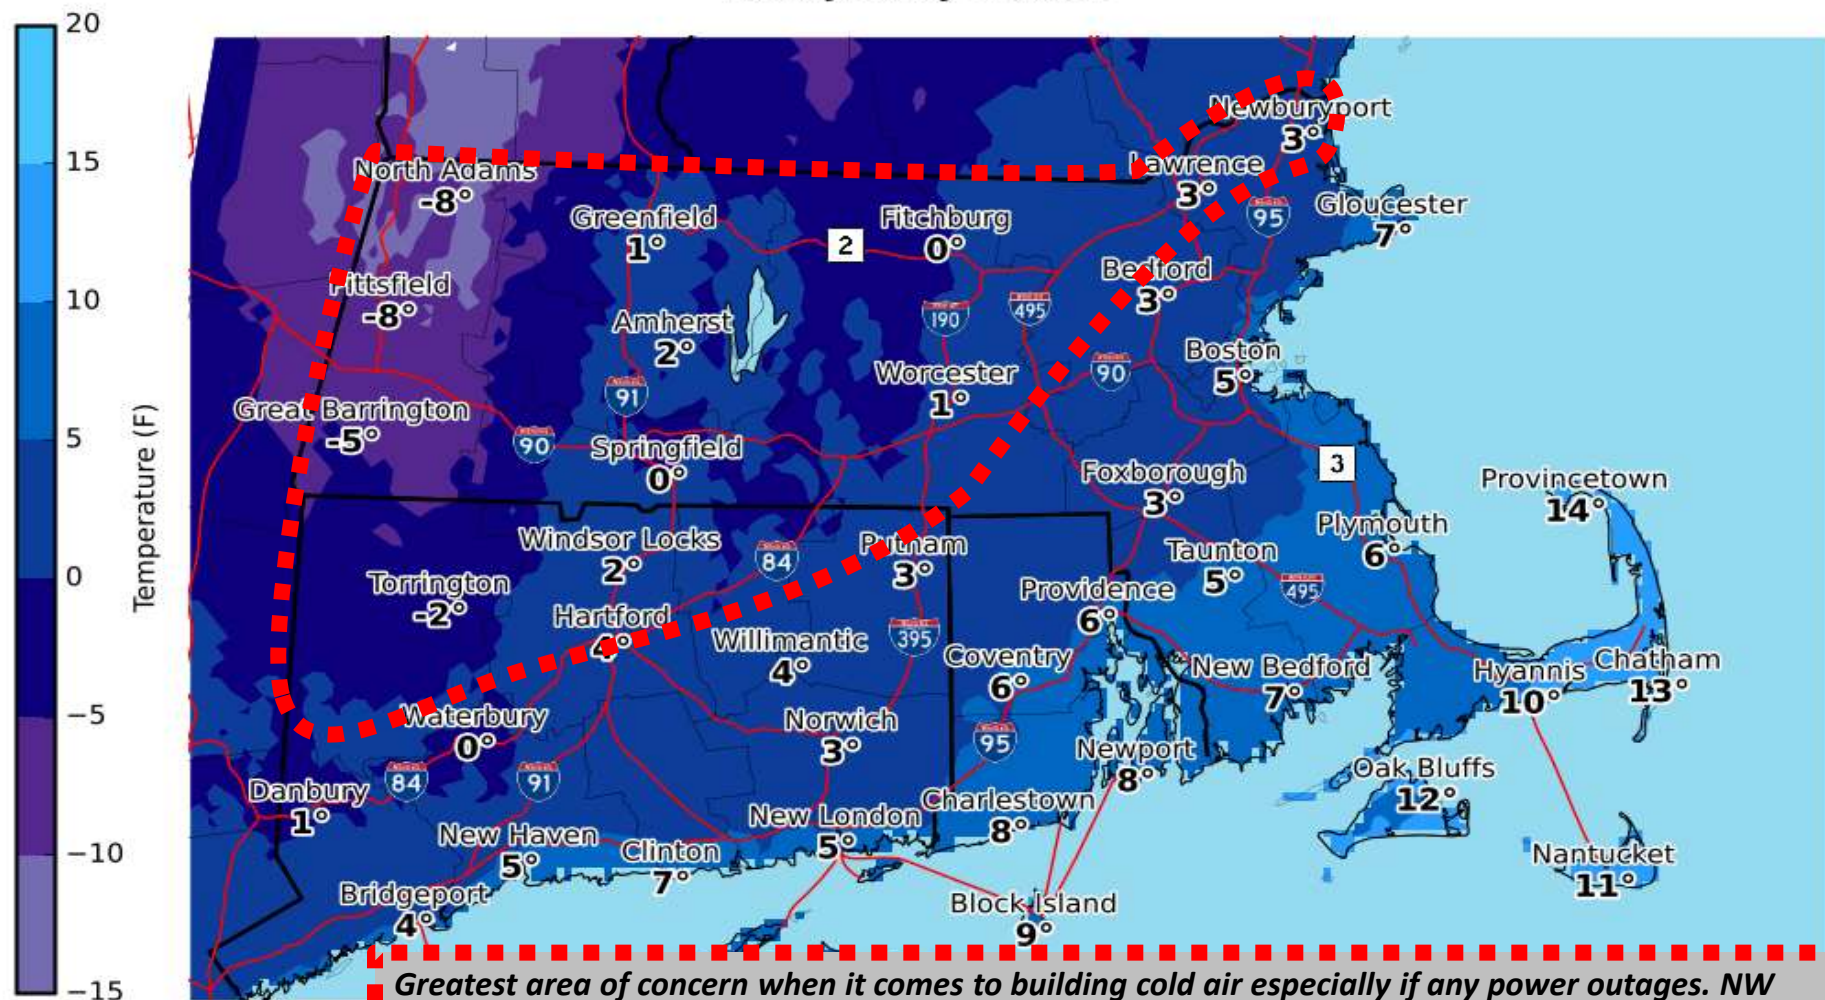 20
15
10
5
0
−5
−10
−15
Temperature (F)
Newburyport
3°
Lawrence
3°
North Adams
-8°
Greenfield
1°
2
Fitchburg
0°
95
Gloucester
7°
Pittsfield
-8°
Bedford
3°
190
495
Amherst
2°
Boston
5°
Worcester
1°
90
91
Great Barrington
-5°
90
Springfield
0°
Foxborough
3°
3
Provincetown
14°
Windsor Locks
2°
84
Putnam
3°
Taunton
5°
Plymouth
6°
Torrington
-2°
Hartford
4°
Providence
6°
495
Willimantic
4°
395
Coventry
6°
New Bedford
7°
Hyannis
10°
Chatham
13°
Waterbury
0°
Norwich
3°
95
Newport
8°
Danbury
1°
84
91
Oak Bluffs
12°
New Haven
5°
Clinton
7°
New London
5°
Charlestown
8°
Nantucket
11°
Bridgeport
4°
Block Island
9°
Greatest area of concern when it comes to building cold air especially if any power outages. NW